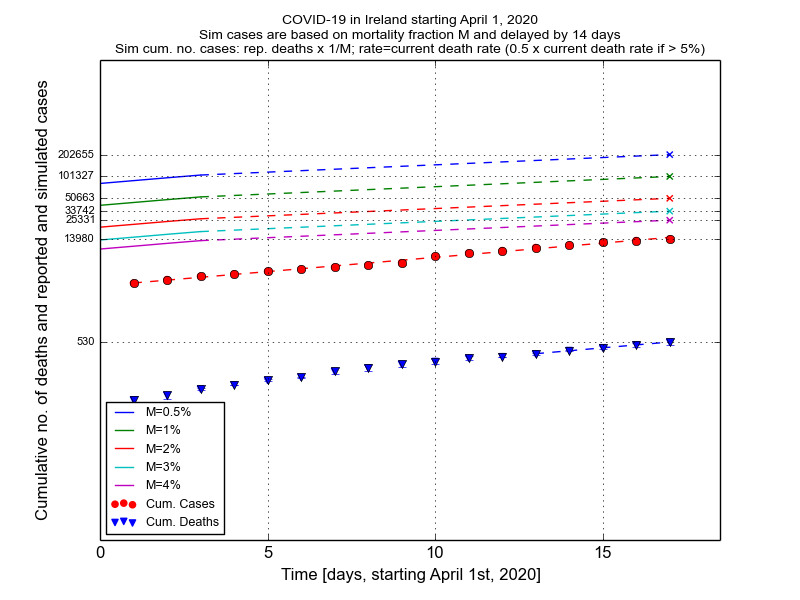 COVID-19 in Ireland starting April 1, 2020
Sim cases are based on mortality fraction M and delayed by 14 days
Sim cum. no. cases: rep. deaths x 1/M; rate=current death rate (0.5 x current death rate if > 5%)
Cumulative no. of deaths and reported and simulated cases
202655
101327
50663
33742
25331
13980
530
M=0.5%
M=1%
M=2%
M=3%
M=4%
Cum. Cases
Cum. Deaths
0 5 10 15
Time [days, starting April 1st, 2020]